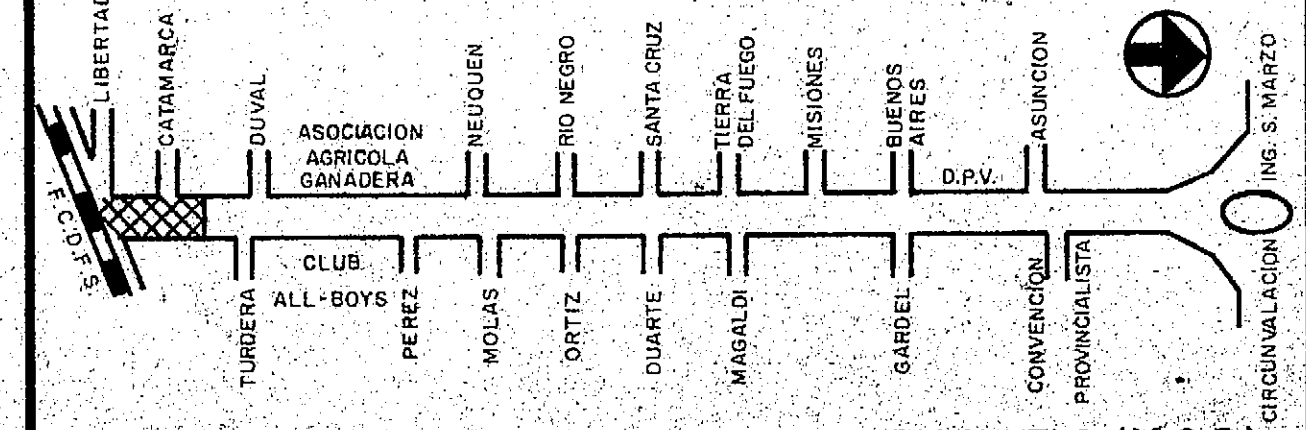 LIBERTAD
CATAMARCA
DUVAL
ASOCIACION
AGRICOLA
GANADERA
NEUQUEN
RIO NEGRO
SANTA CRUZ
TIERRA
DEL FUEGO
MISIONES
BUENOS
AIRES
D.P.V.
ASUNCION
F.C.D.F.S.
TURDERA
CLUB
ALL-BOYS
PEREZ
MOLAS
ORTIZ
DUARTE
MAGALDI
GARDEL
CONVENCION
PROVINCIALISTA
CIRCUNVALACION ING. S. MARZO